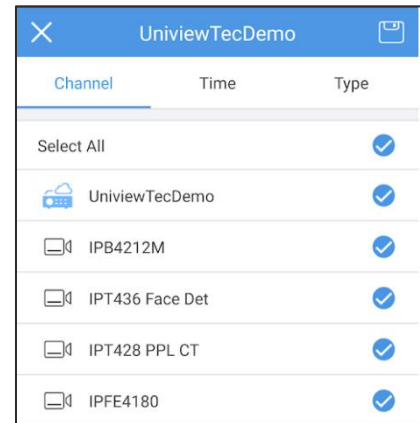 UniviewTecDemo
Channel Time Type
Select All
UniviewTecDemo
IPB4212M
IPT436 Face Det
IPT428 PPL CT
IPFE4180